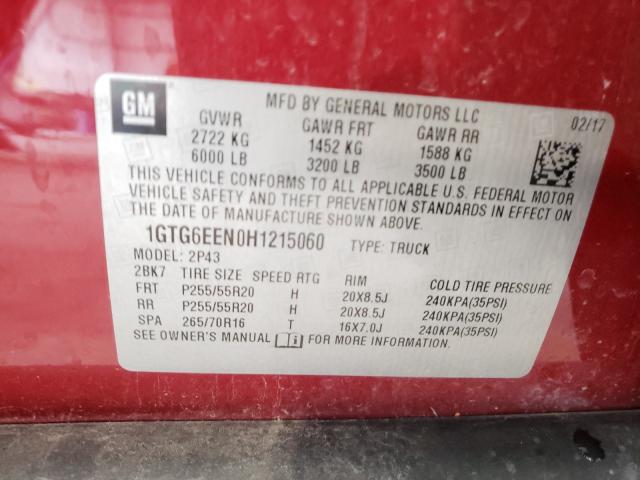 GM
MFD BY GENERAL MOTORS LLC
02/17
GVWR GAWR FRT GAWR RR
2722 KG 1452 KG 1588 KG
6000 LB 3200 LB 3500 LB
THIS VEHICLE CONFORMS TO ALL APPLICABLE U.S. FEDERAL MOTOR
VEHICLE SAFETY AND THEFT PREVENTION STANDARDS IN EFFECT ON
THE DATE OF MANUFACTURE SHOWN ABOVE.
1GTG6EEN0H1215060 TYPE: TRUCK
MODEL: 2P43
2BK7 TIRE SIZE SPEED RTG RIM COLD TIRE PRESSURE
FRT P255/55R20 H 20X8.5J 240KPA(35PSI)
RR P255/55R20 H 20X8.5J 240KPA(35PSI)
SPA 265/70R16 T 16X7.0J 240KPA(35PSI)
SEE OWNER'S MANUAL FOR MORE INFORMATION.